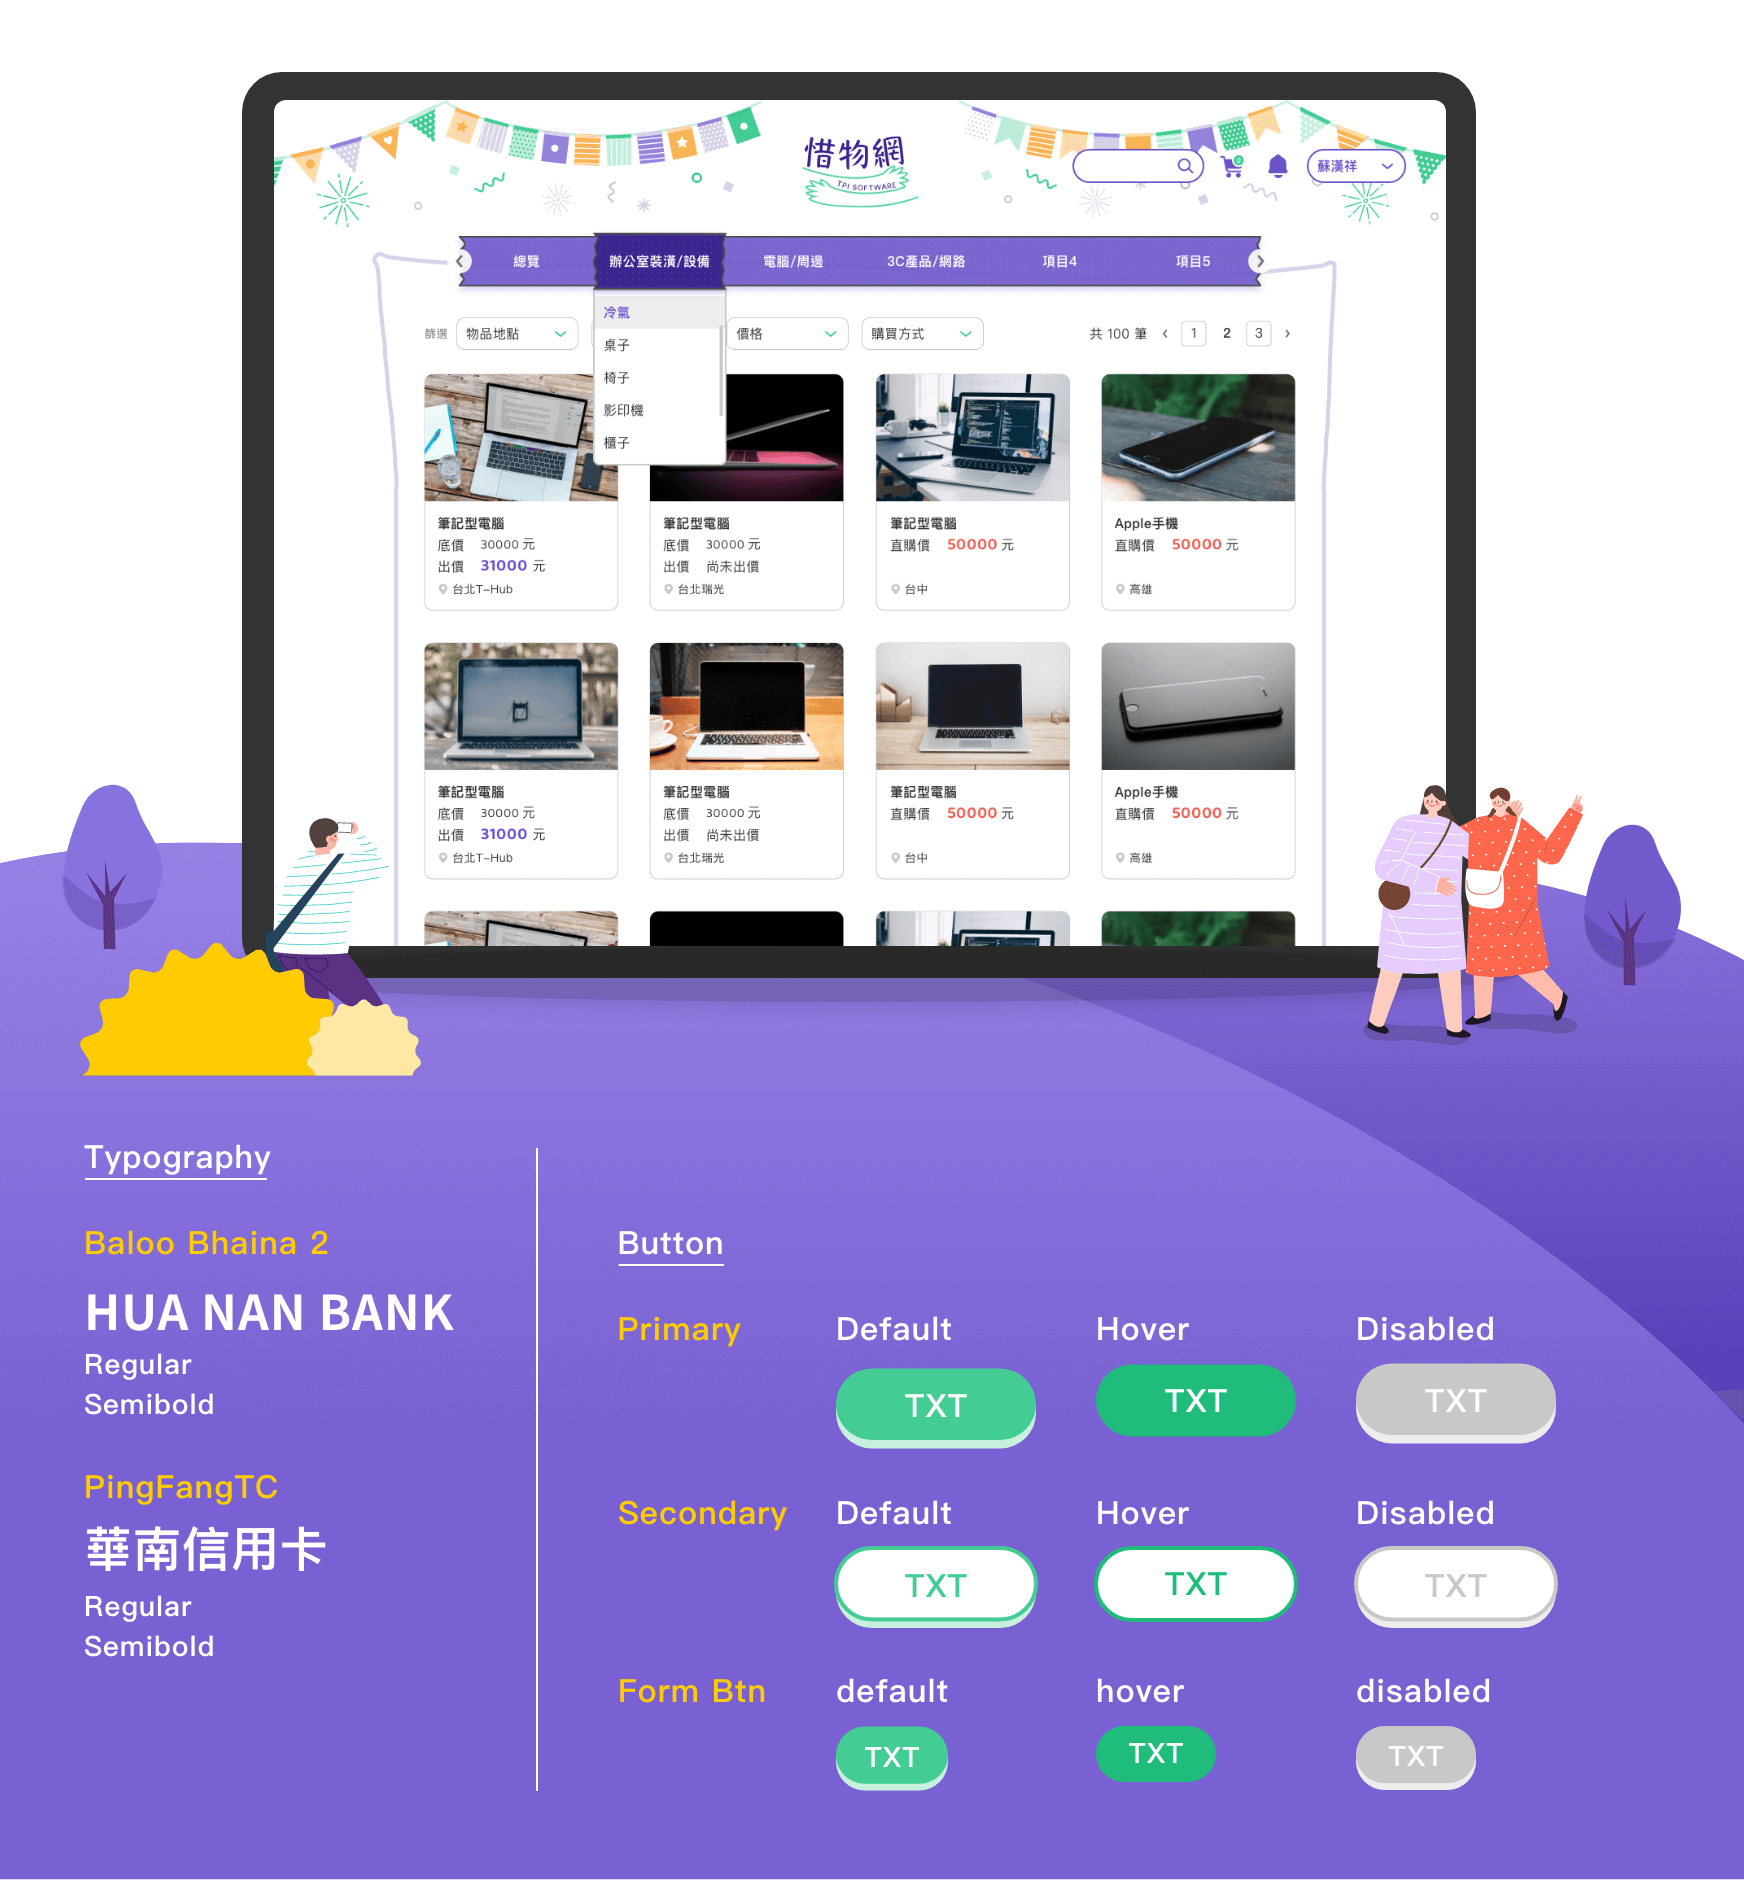 惜物網
TPI SOFTWARE
0
蘇漢祥
總覽
辦公室裝潢/設備
電腦/周邊
3C產品/網路
項目4
項目5
冷氣
桌子
椅子
影印機
櫃子
篩選
物品地點
價格
購買方式
共 100 筆
1
2
3
筆記型電腦
底價 30000 元
出價 31000 元
台北T-Hub
筆記型電腦
底價 30000 元
出價 尚未出價
台北瑞光
筆記型電腦
直購價 50000 元
台中
Apple手機
直購價 50000 元
高雄
筆記型電腦
底價 30000 元
出價 31000 元
台北T-Hub
筆記型電腦
底價 30000 元
出價 尚未出價
台北瑞光
筆記型電腦
直購價 50000 元
台中
Apple手機
直購價 50000 元
高雄
Typography
Baloo Bhaina 2
HUA NAN BANK
Regular
Semibold
PingFangTC
華南信用卡
Regular
Semibold
Button
Primary
Default
Hover
Disabled
TXT
TXT
TXT
Secondary
Default
Hover
Disabled
TXT
TXT
TXT
Form Btn
default
hover
disabled
TXT
TXT
TXT